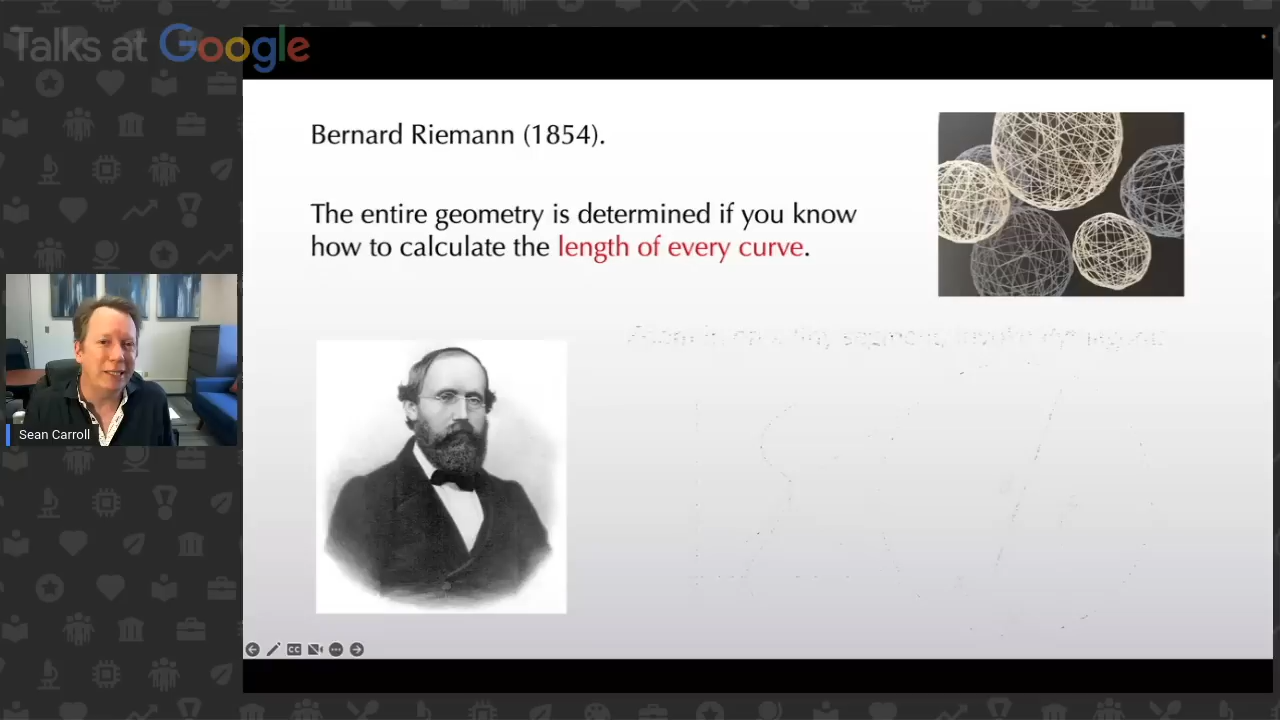 Talks at Google
Bernard Riemann (1854).
The entire geometry is determined if you know
how to calculate the length of every curve.
Sean Carroll
CC